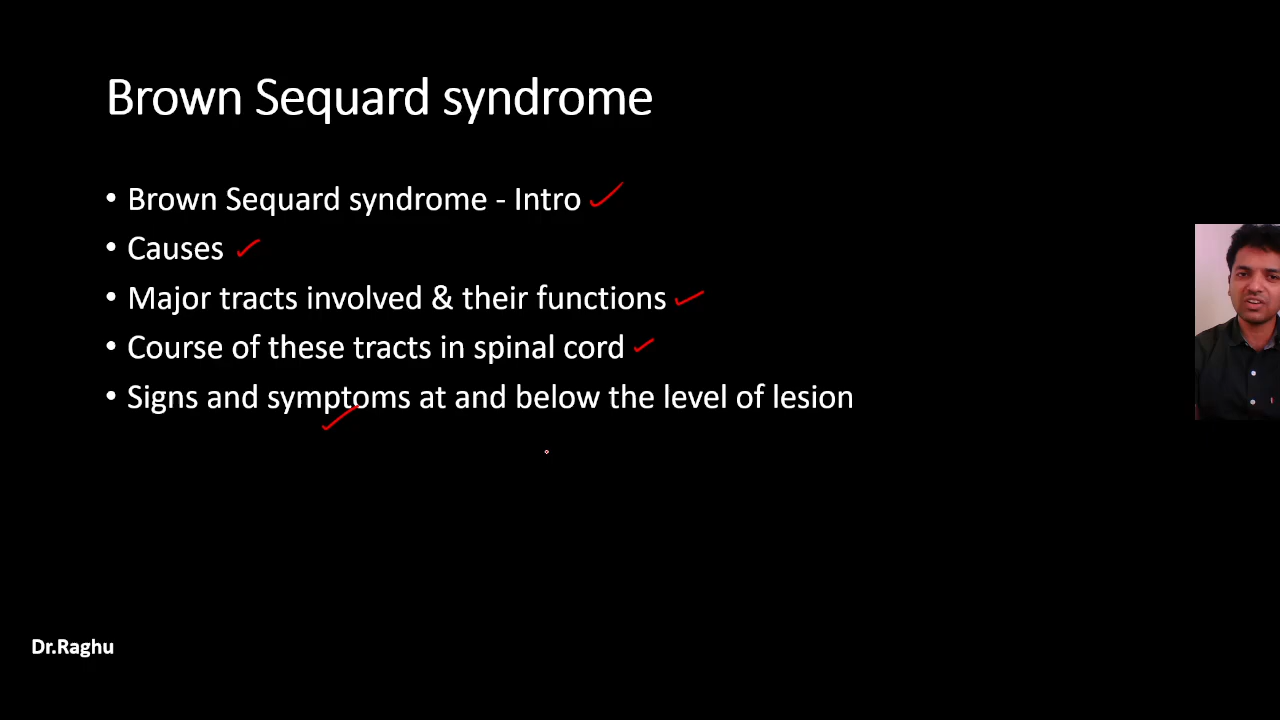 Brown Sequard syndrome
• Brown Sequard syndrome - Intro
• Causes
• Major tracts involved & their functions
• Course of these tracts in spinal cord
• Signs and symptoms at and below the level of lesion
Dr.Raghu